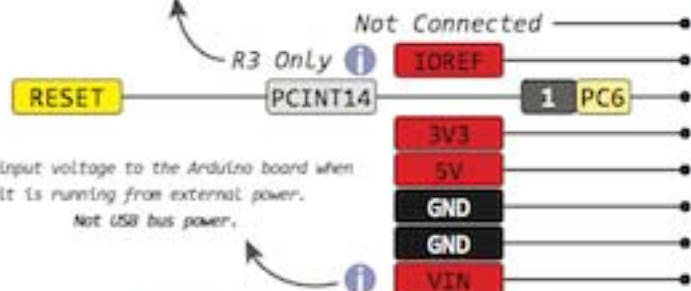 Not Connected
R3 Only i IOREF
RESET PCINT14 1 PC6
3V3
input voltage to the Arduino board when
5V
it is running from external power.
GND
Not USB bus power.
GND
i VIN